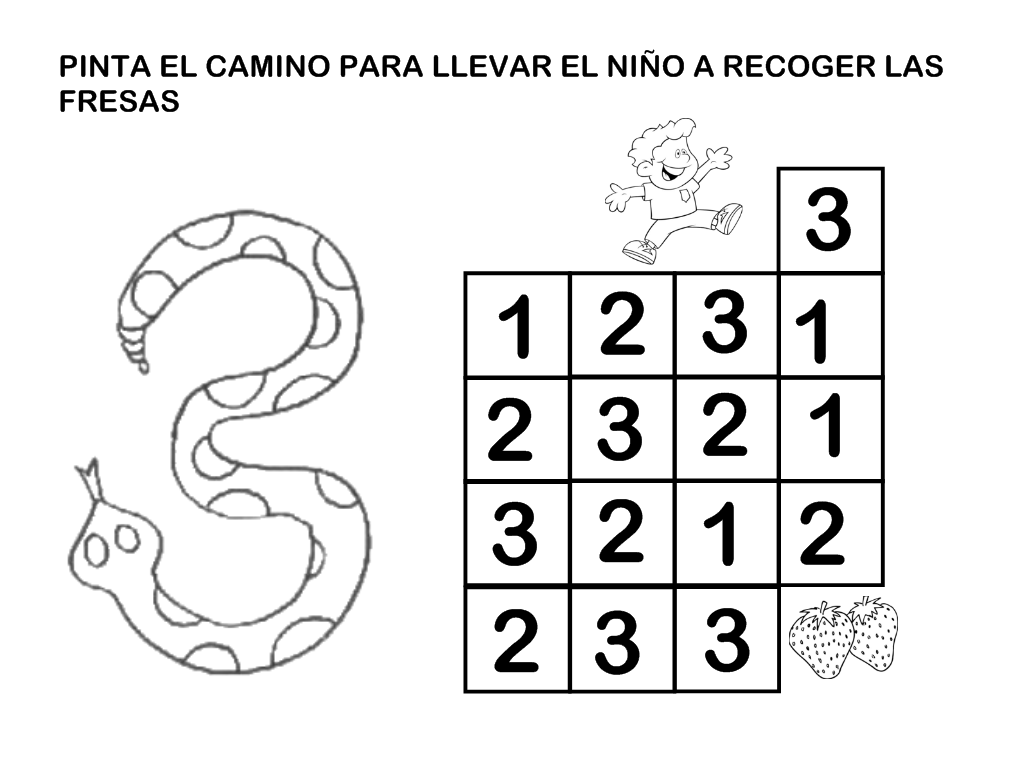 PINTA EL CAMINO PARA LLEVAR EL NIÑO A RECOGER LAS
FRESAS
3
1 2 3 1
2 3 2 1
3 2 1 2
2 3 3